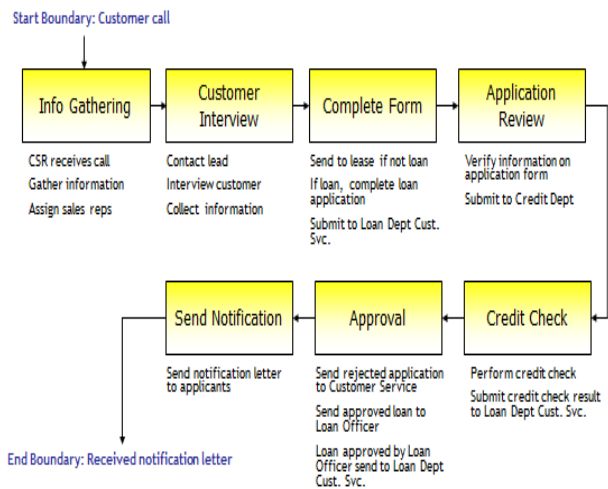 Start Boundary: Customer call
Info Gathering
CSR receives call
Gather information
Assign sales reps
Customer
Interview
Contact lead
Interview customer
Collect information
Complete Form
Send to lease if not loan
If loan, complete loan
application
Submit to Loan Dept Cust.
Svc.
Application
Review
Verify information on
application form
Submit to Credit Dept
Credit Check
Perform credit check
Submit credit check result
to Loan Dept Cust. Svc.
Approval
Send rejected application
to Customer Service
Send approved loan to
Loan Officer
Loan approved by Loan
Officer send to Loan Dept
Cust. Svc.
Send Notification
Send notification letter
to applicants
End Boundary: Received notification letter